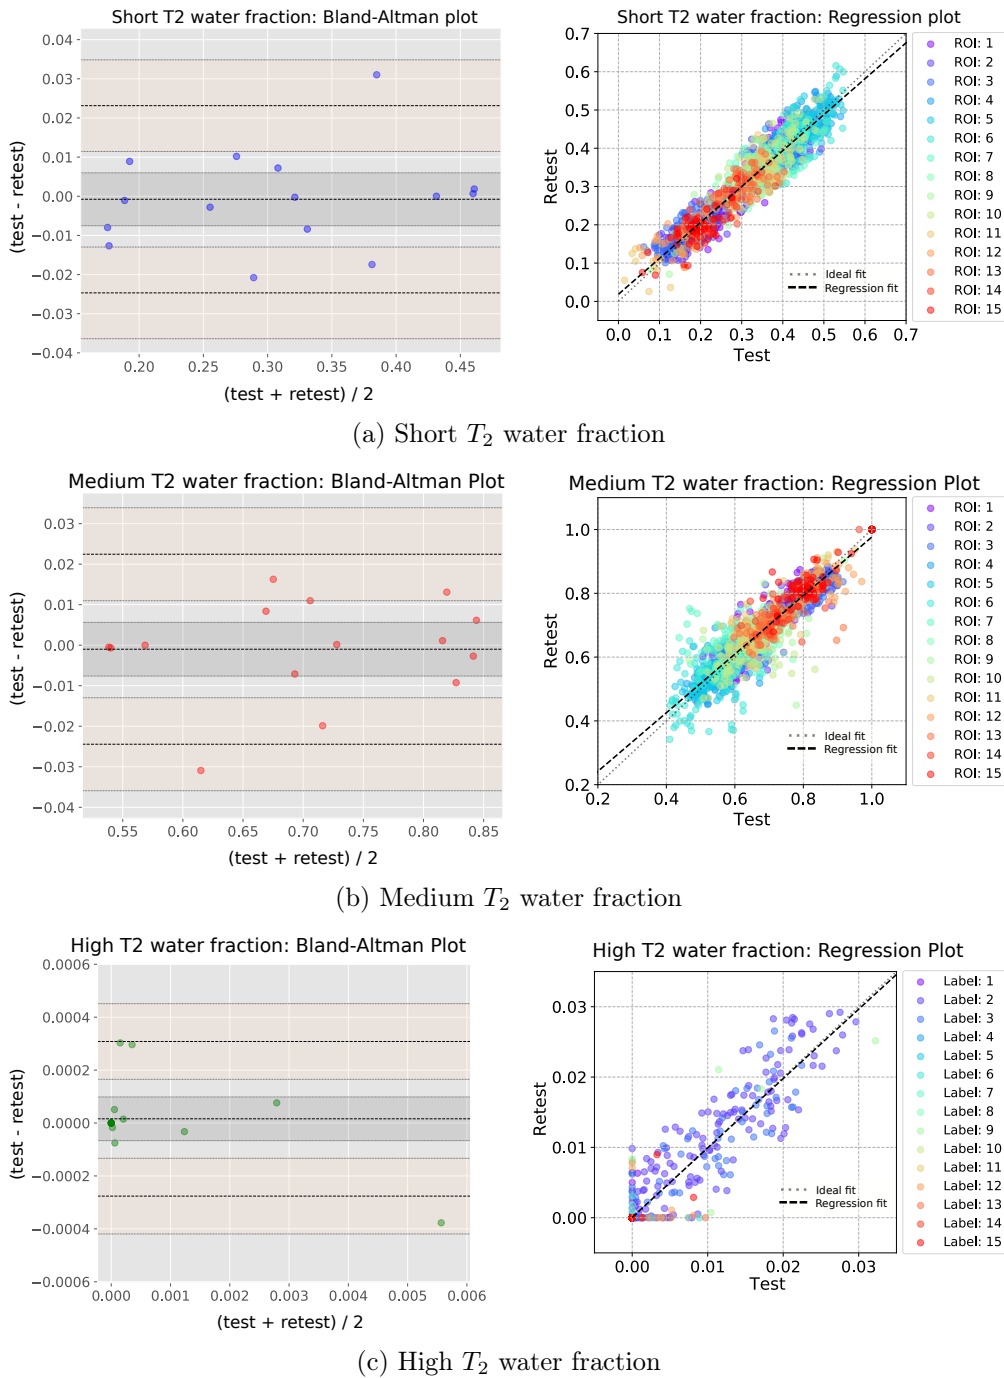 Short T2 water fraction: Bland-Altman plot
0.04
0.03
0.02
0.01
0.00
−0.01
−0.02
−0.03
−0.04
(test - retest)
0.20 0.25 0.30 0.35 0.40 0.45
(test + retest) / 2
Short T2 water fraction: Regression plot
0.7
0.6
0.5
0.4
0.3
0.2
0.1
0.0
Retest
0.0 0.1 0.2 0.3 0.4 0.5 0.6 0.7
Test
Ideal fit
Regression fit
ROI: 1
ROI: 2
ROI: 3
ROI: 4
ROI: 5
ROI: 6
ROI: 7
ROI: 8
ROI: 9
ROI: 10
ROI: 11
ROI: 12
ROI: 13
ROI: 14
ROI: 15
(a) Short T₂ water fraction
Medium T2 water fraction: Bland-Altman Plot
0.03
0.02
0.01
0.00
−0.01
−0.02
−0.03
−0.04
(test - retest)
0.55 0.60 0.65 0.70 0.75 0.80 0.85
(test + retest) / 2
Medium T2 water fraction: Regression Plot
1.0
0.8
0.6
0.4
0.2
Retest
0.2 0.4 0.6 0.8 1.0
Test
Ideal fit
Regression fit
ROI: 1
ROI: 2
ROI: 3
ROI: 4
ROI: 5
ROI: 6
ROI: 7
ROI: 8
ROI: 9
ROI: 10
ROI: 11
ROI: 12
ROI: 13
ROI: 14
ROI: 15
(b) Medium T₂ water fraction
High T2 water fraction: Bland-Altman Plot
0.0006
0.0004
0.0002
0.0000
−0.0002
−0.0004
−0.0006
(test - retest)
0.000 0.001 0.002 0.003 0.004 0.005 0.006
(test + retest) / 2
High T2 water fraction: Regression Plot
0.03
0.02
0.01
0.00
Retest
0.00 0.01 0.02 0.03
Test
Ideal fit
Regression fit
Label: 1
Label: 2
Label: 3
Label: 4
Label: 5
Label: 6
Label: 7
Label: 8
Label: 9
Label: 10
Label: 11
Label: 12
Label: 13
Label: 14
Label: 15
(c) High T₂ water fraction